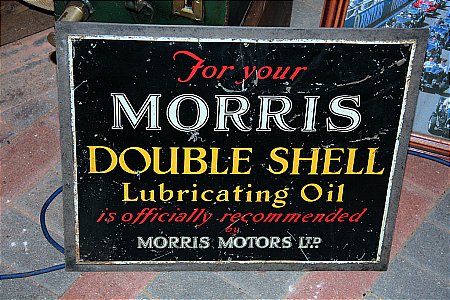 For your
MORRIS
DOUBLE SHELL
Lubricating Oil
is officially recommended
by
MORRIS MOTORS LTD